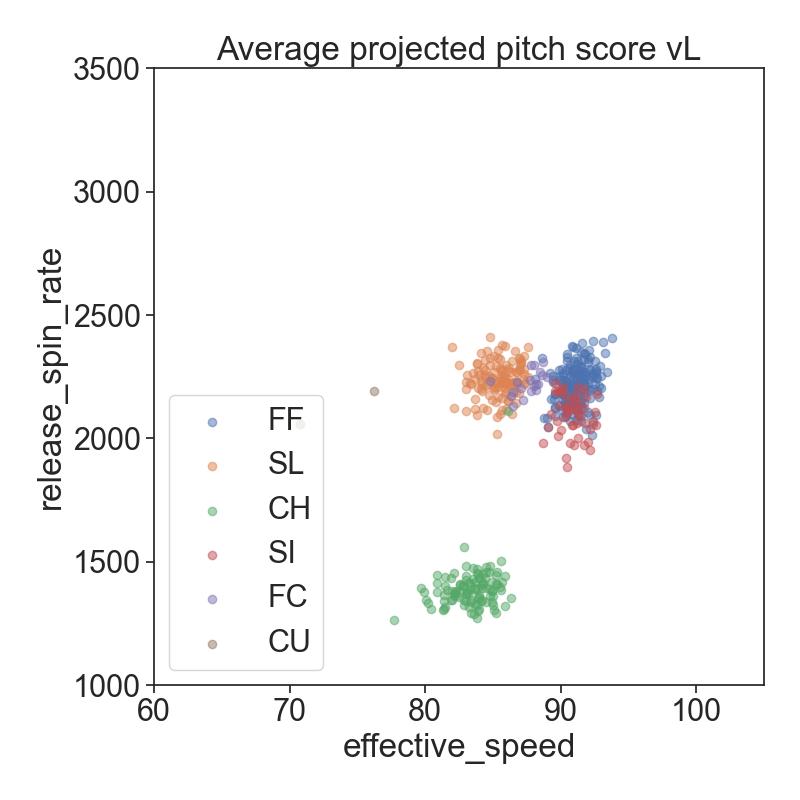 Average projected pitch score vL
3500
3000
2500
2000
1500
1000
release_spin_rate
FF
SL
CH
SI
FC
CU
60
70
80
90
100
effective_speed